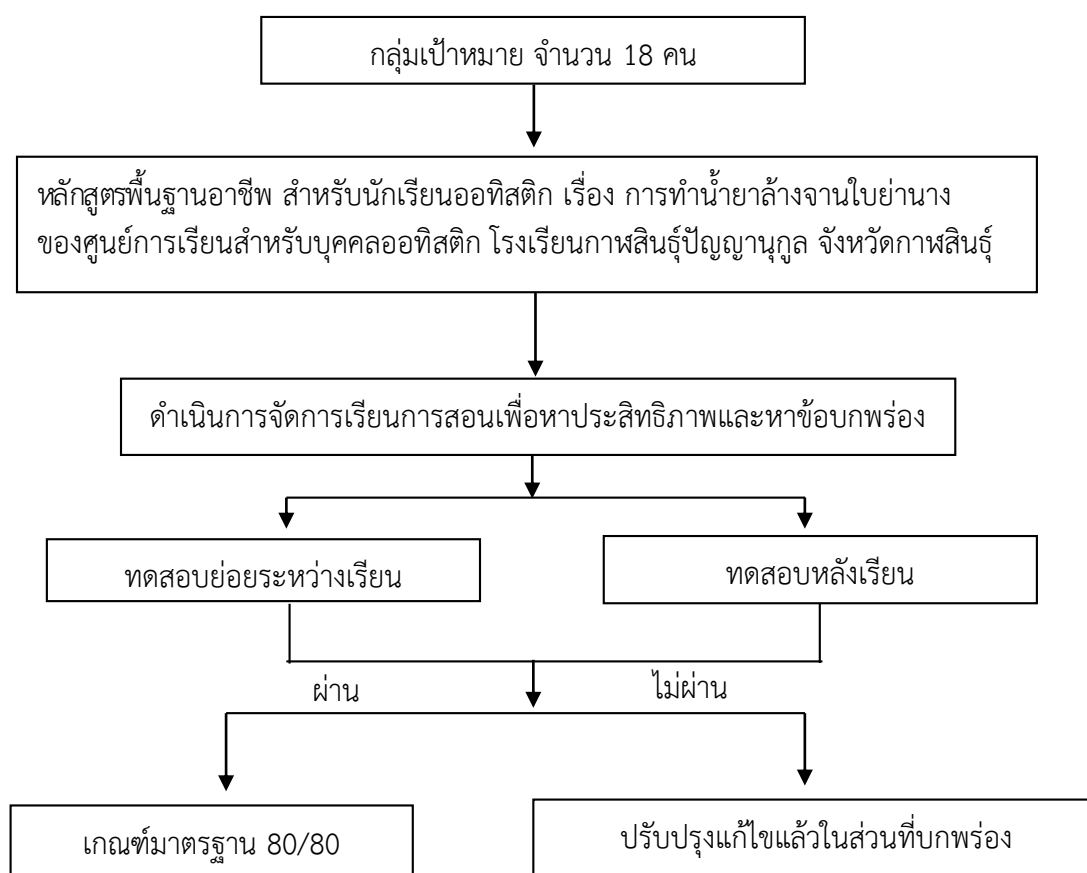 กลุ่มเป้าหมาย จำนวน 18 คน
หลักสูตรพื้นฐานอาชีพ สำหรับนักเรียนออทิสติก เรื่อง การทำน้ำยาล้างจานใบย่านาง
ของศูนย์การเรียนสำหรับบุคคลออทิสติก โรงเรียนกาฬสินธุ์ปัญญานุกูล จังหวัดกาฬสินธุ์
ดำเนินการจัดการเรียนการสอนเพื่อหาประสิทธิภาพและหาข้อบกพร่อง
ทดสอบย่อยระหว่างเรียน
ทดสอบหลังเรียน
ผ่าน
ไม่ผ่าน
เกณฑ์มาตรฐาน 80/80
ปรับปรุงแก้ไขแล้วในส่วนที่บกพร่อง